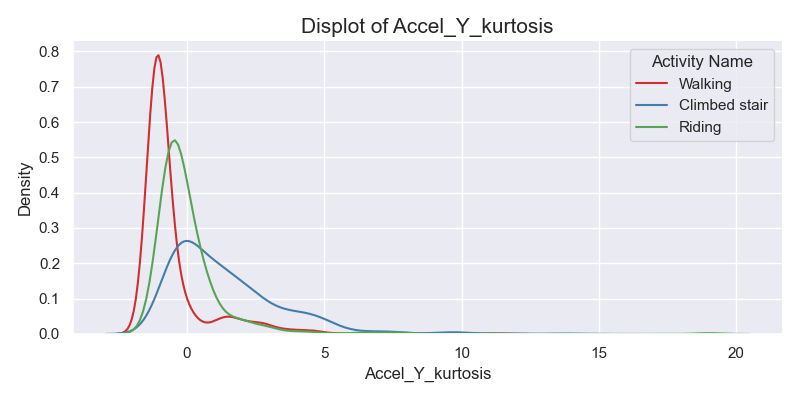 Displot of Accel_Y_kurtosis
Activity Name
Walking
Climbed stair
Riding
Density
0.8
0.7
0.6
0.5
0.4
0.3
0.2
0.1
0.0
0 5 10 15 20
Accel_Y_kurtosis